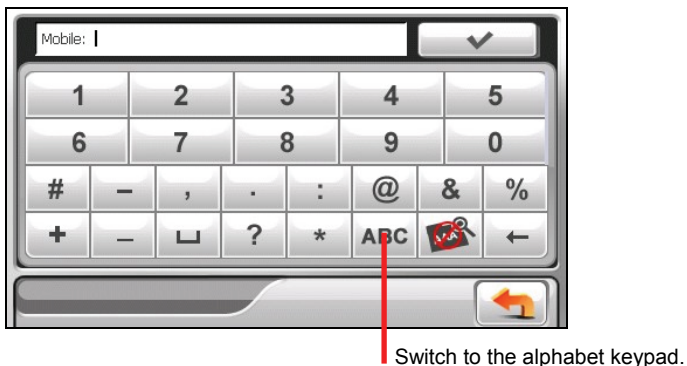 Mobile:
1 2 3 4 5
6 7 8 9 0
# – , . : @ & %
+ _ ? * ABC ←
Switch to the alphabet keypad.